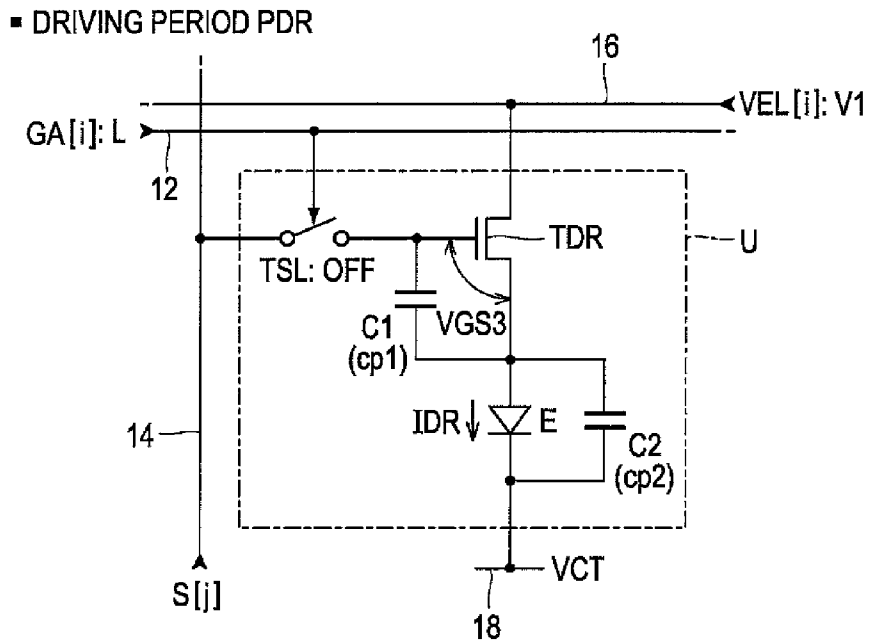 ▪ DRIVING PERIOD PDR
16
VEL[i]: V1
GA[i]: L
12
TDR
U
TSL: OFF
VGS3
C1
(cp1)
IDR
E
C2
(cp2)
14
VCT
S[j]
18